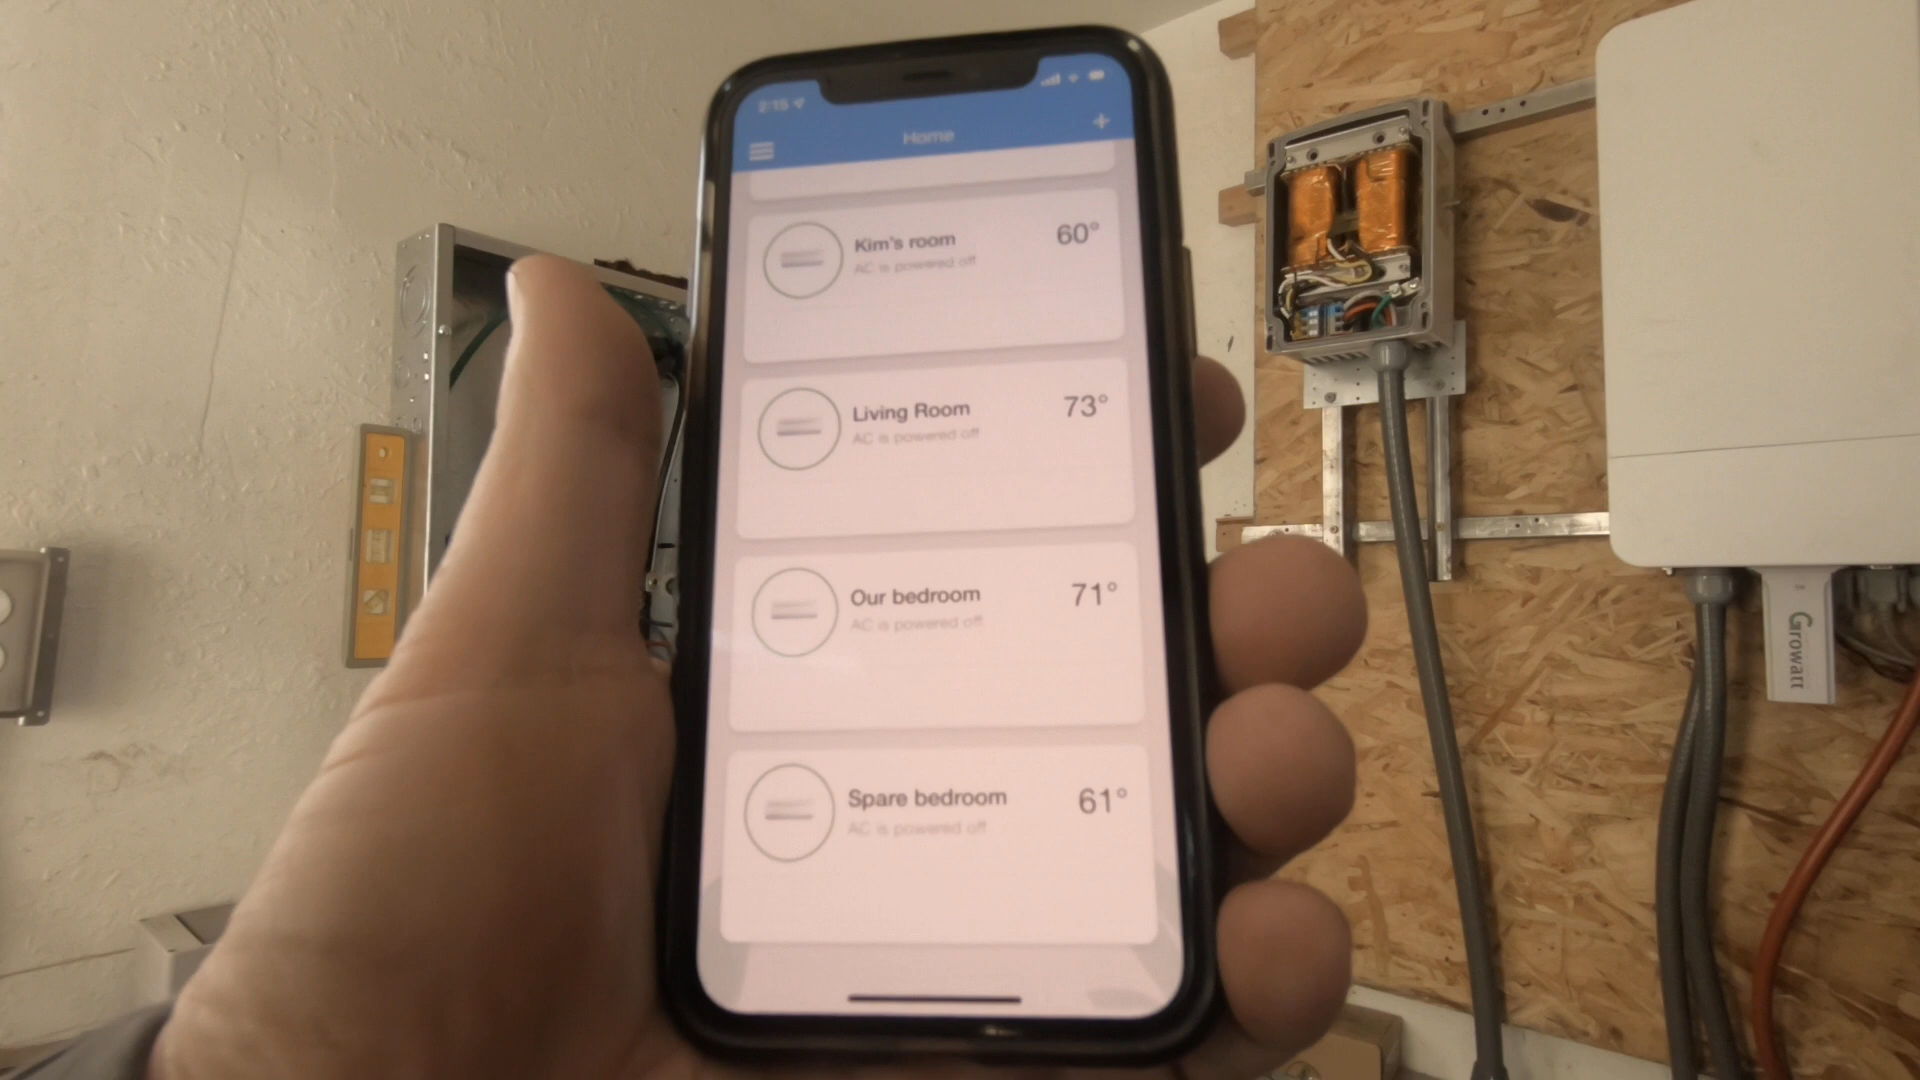 2:15
Home
+
Kim's room
60°
AC is powered off
Living Room
73°
AC is powered off
Our bedroom
71°
AC is powered off
Spare bedroom
61°
AC is powered off
Growatt